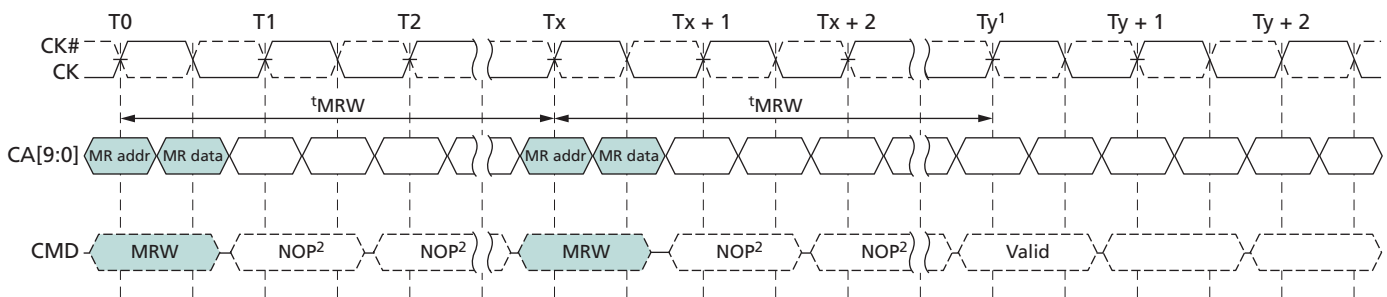 T0 T1 T2 Tx Tx + 1 Tx + 2 Ty¹ Ty + 1 Ty + 2
CK#
CK
ᵗMRW ᵗMRW
CA[9:0] MR addr MR data MR addr MR data
CMD MRW NOP² NOP² MRW NOP² NOP² Valid